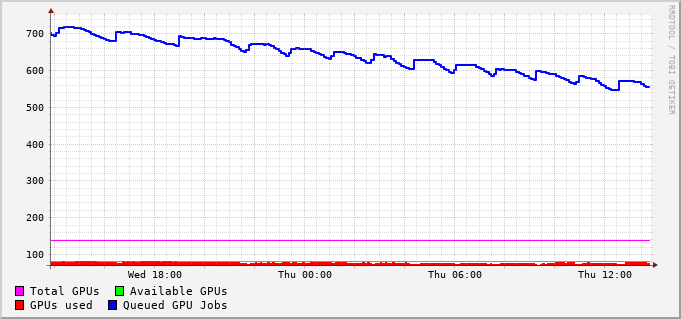 RRDTOOL / TOBI OETIKER
700
600
500
400
300
200
100
Wed 18:00 Thu 00:00 Thu 06:00 Thu 12:00
Total GPUs Available GPUs
GPUs used Queued GPU Jobs